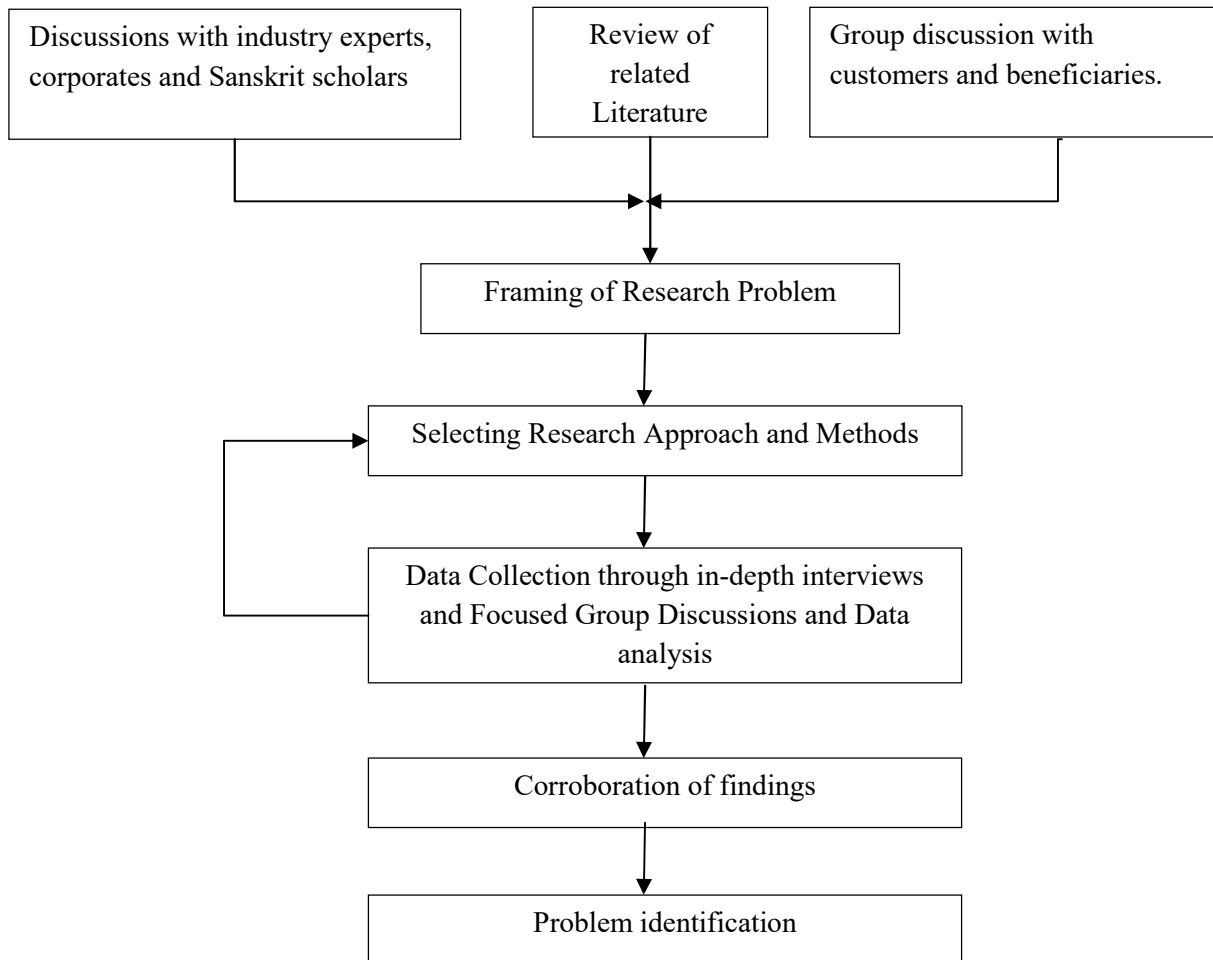 Discussions with industry experts,
corporates and Sanskrit scholars
Review of
related
Literature
Group discussion with
customers and beneficiaries.
Framing of Research Problem
Selecting Research Approach and Methods
Data Collection through in-depth interviews
and Focused Group Discussions and Data
analysis
Corroboration of findings
Problem identification